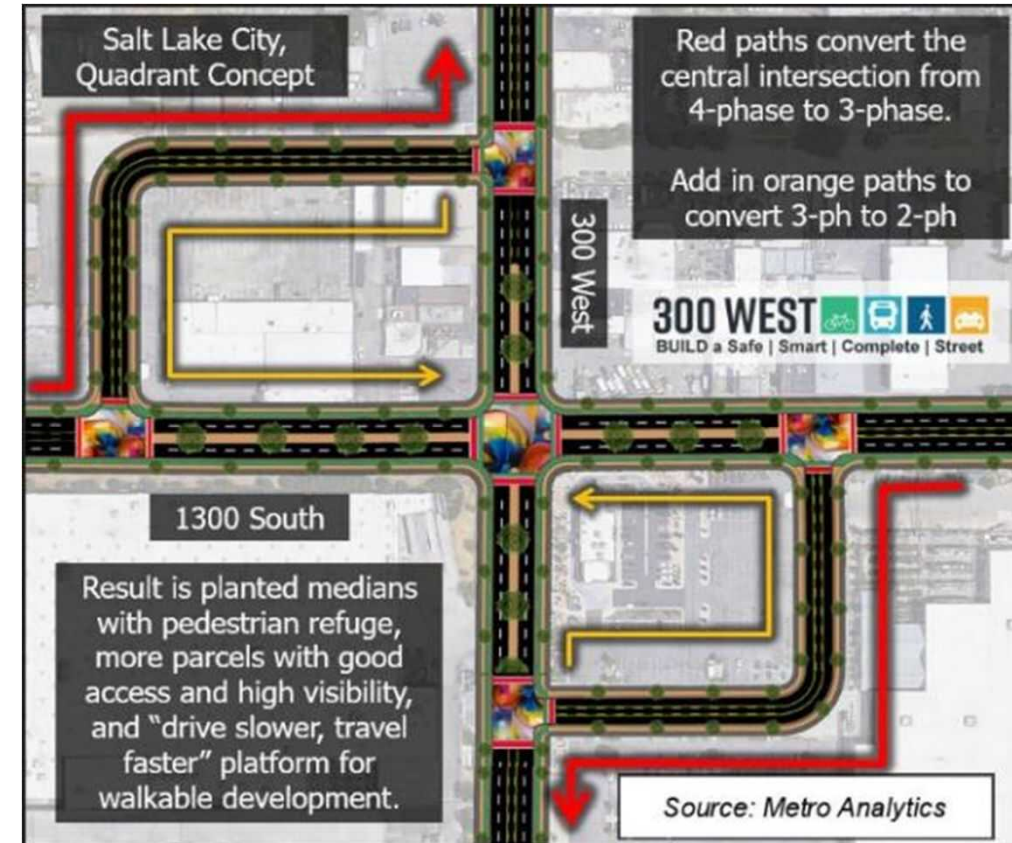 Salt Lake City,
Quadrant Concept
Red paths convert the
central intersection from
4-phase to 3-phase.
Add in orange paths to
convert 3-ph to 2-ph
300 West
300 WEST
BUILD a Safe | Smart | Complete | Street
1300 South
Result is planted medians
with pedestrian refuge,
more parcels with good
access and high visibility,
and “drive slower, travel
faster” platform for
walkable development.
Source: Metro Analytics